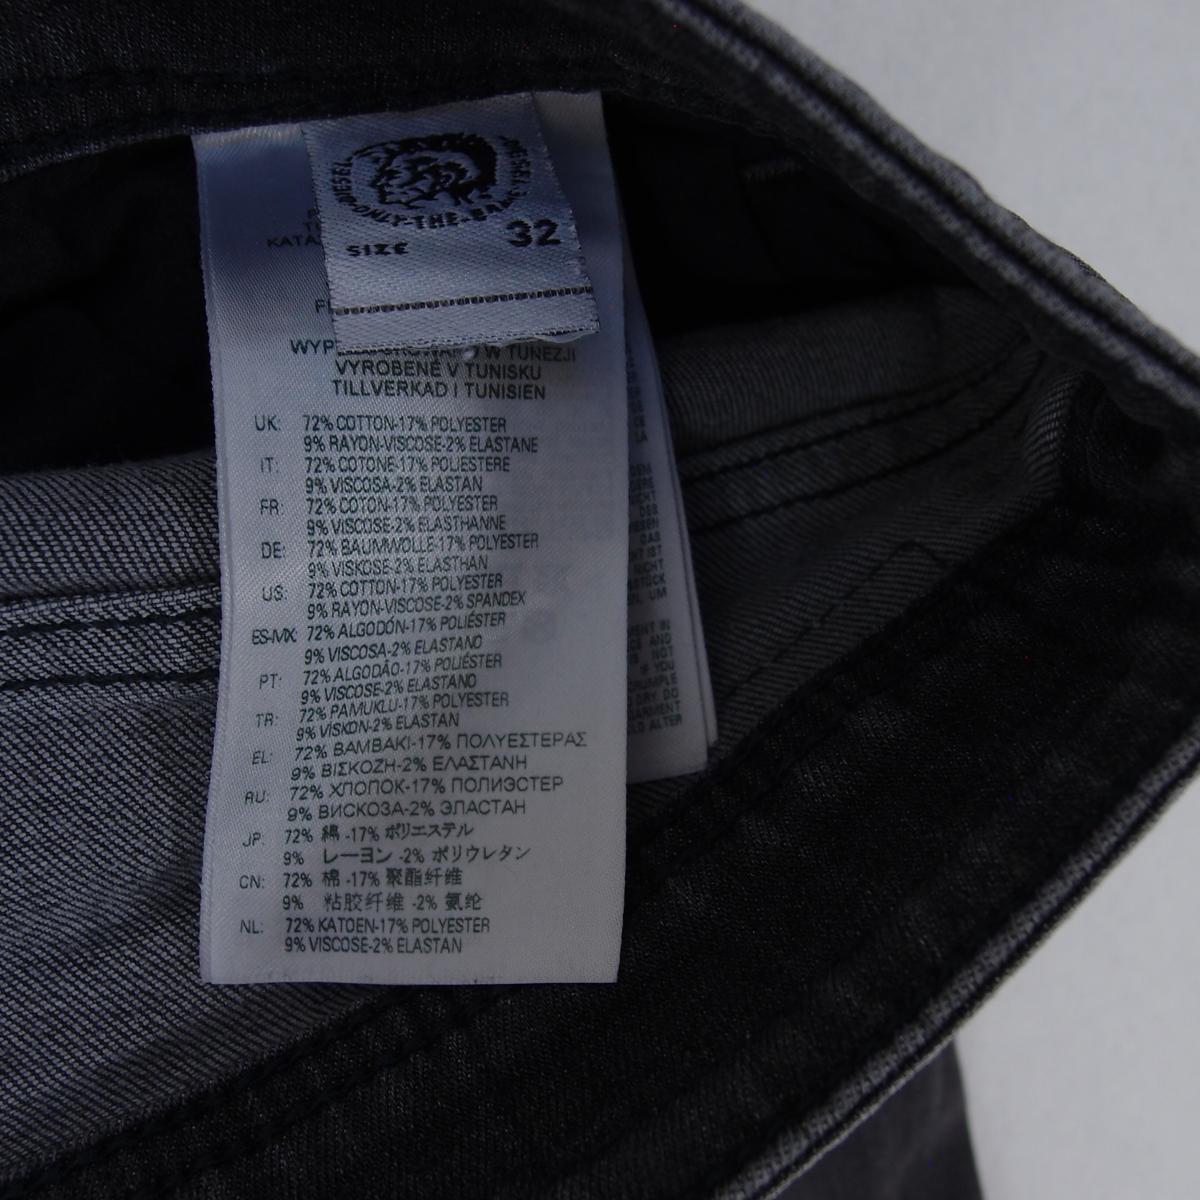 DIESEL ONLY-THE-BRAVE
SIZE 32
KATA
VYROBENÉ V TUNISKU
TILLVERKAD I TUNISIEN
UK: 72% COTTON-17% POLYESTER
9% RAYON-VISCOSE-2% ELASTANE
IT: 72% COTONE-17% POLIESTERE
9% VISCOSA-2% ELASTAN
FR: 72% COTON-17% POLYESTER
9% VISCOSE-2% ELASTHANNE
DE: 72% BAUMWOLLE-17% POLYESTER
9% VISKOSE-2% ELASTHAN
US: 72% COTTON-17% POLYESTER
9% RAYON-VISCOSE-2% SPANDEX
ES-MX: 72% ALGODÓN-17% POLIÉSTER
9% VISCOSA-2% ELASTANO
PT: 72% ALGODÃO-17% POLIÉSTER
9% VISCOSE-2% ELASTANO
TR: 72% PAMUKLU-17% POLYESTER
9% VISKON-2% ELASTAN
EL: 72% ΒΑΜΒΑΚΙ-17% ΠΟΛΥΕΣΤΕΡΑΣ
9% ΒΙΣΚΟΖΗ-2% ΕΛΑΣΤΑΝΗ
RU: 72% ХЛОПОК-17% ПОЛИЭСТЕР
9% ВИСКОЗА-2% ЭЛАСТАН
JP: 72% 綿 -17% ポリエステル
9% レーヨン -2% ポリウレタン
CN: 72% 棉 -17% 聚酯纤维
9% 粘胶纤维 -2% 氨纶
NL: 72% KATOEN-17% POLYESTER
9% VISCOSE-2% ELASTAN